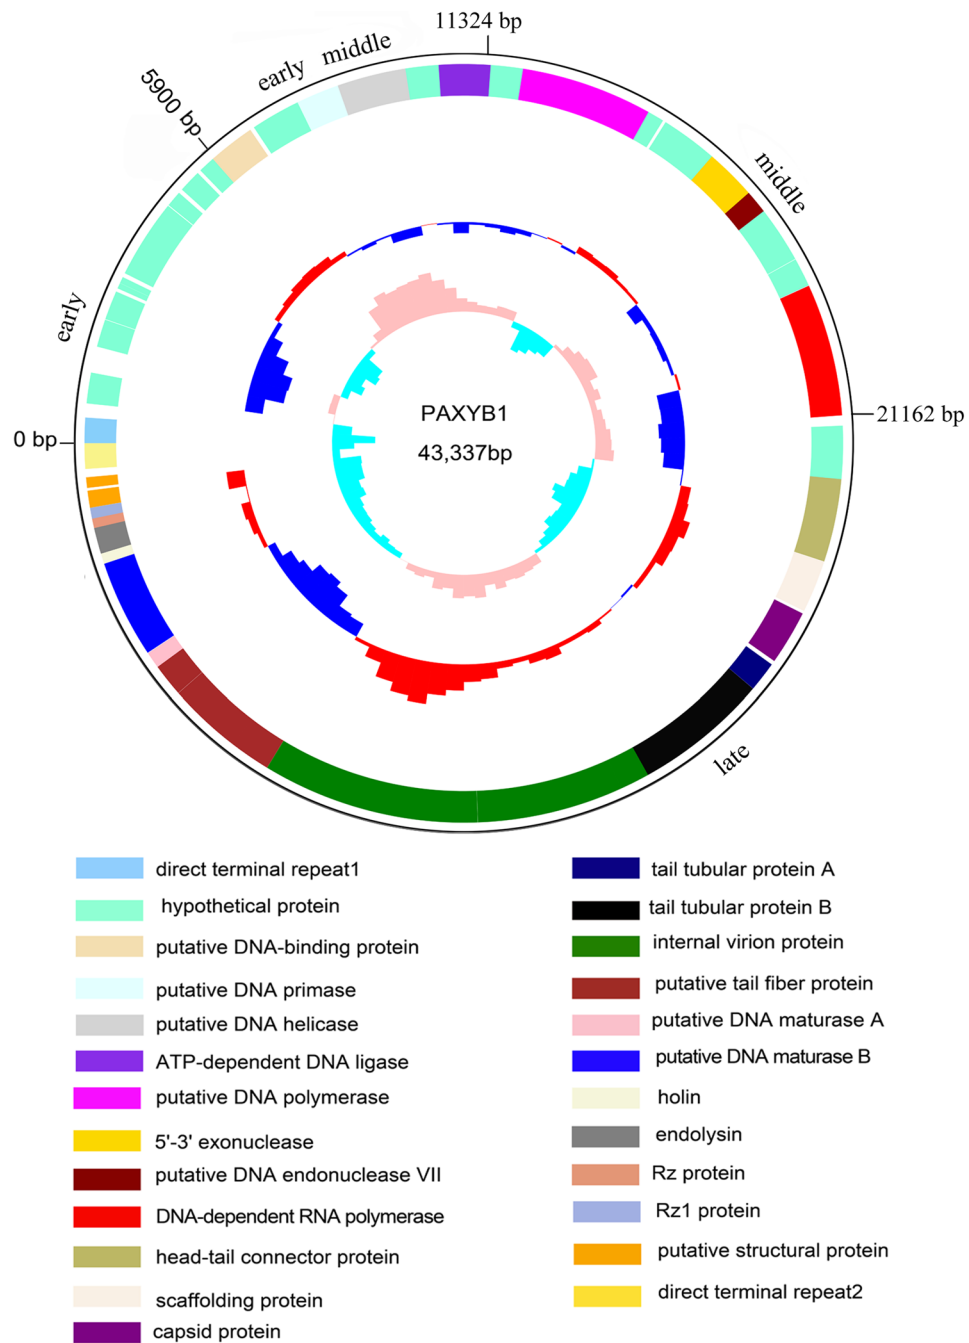 11324 bp
early
middle
5900 bp
middle
early
PAXYB1
43,337bp
0 bp
21162 bp
late
direct terminal repeat1
hypothetical protein
putative DNA-binding protein
putative DNA primase
putative DNA helicase
ATP-dependent DNA ligase
putative DNA polymerase
5'-3' exonuclease
putative DNA endonuclease VII
DNA-dependent RNA polymerase
head-tail connector protein
scaffolding protein
capsid protein
tail tubular protein A
tail tubular protein B
internal virion protein
putative tail fiber protein
putative DNA maturase A
putative DNA maturase B
holin
endolysin
Rz protein
Rz1 protein
putative structural protein
direct terminal repeat2